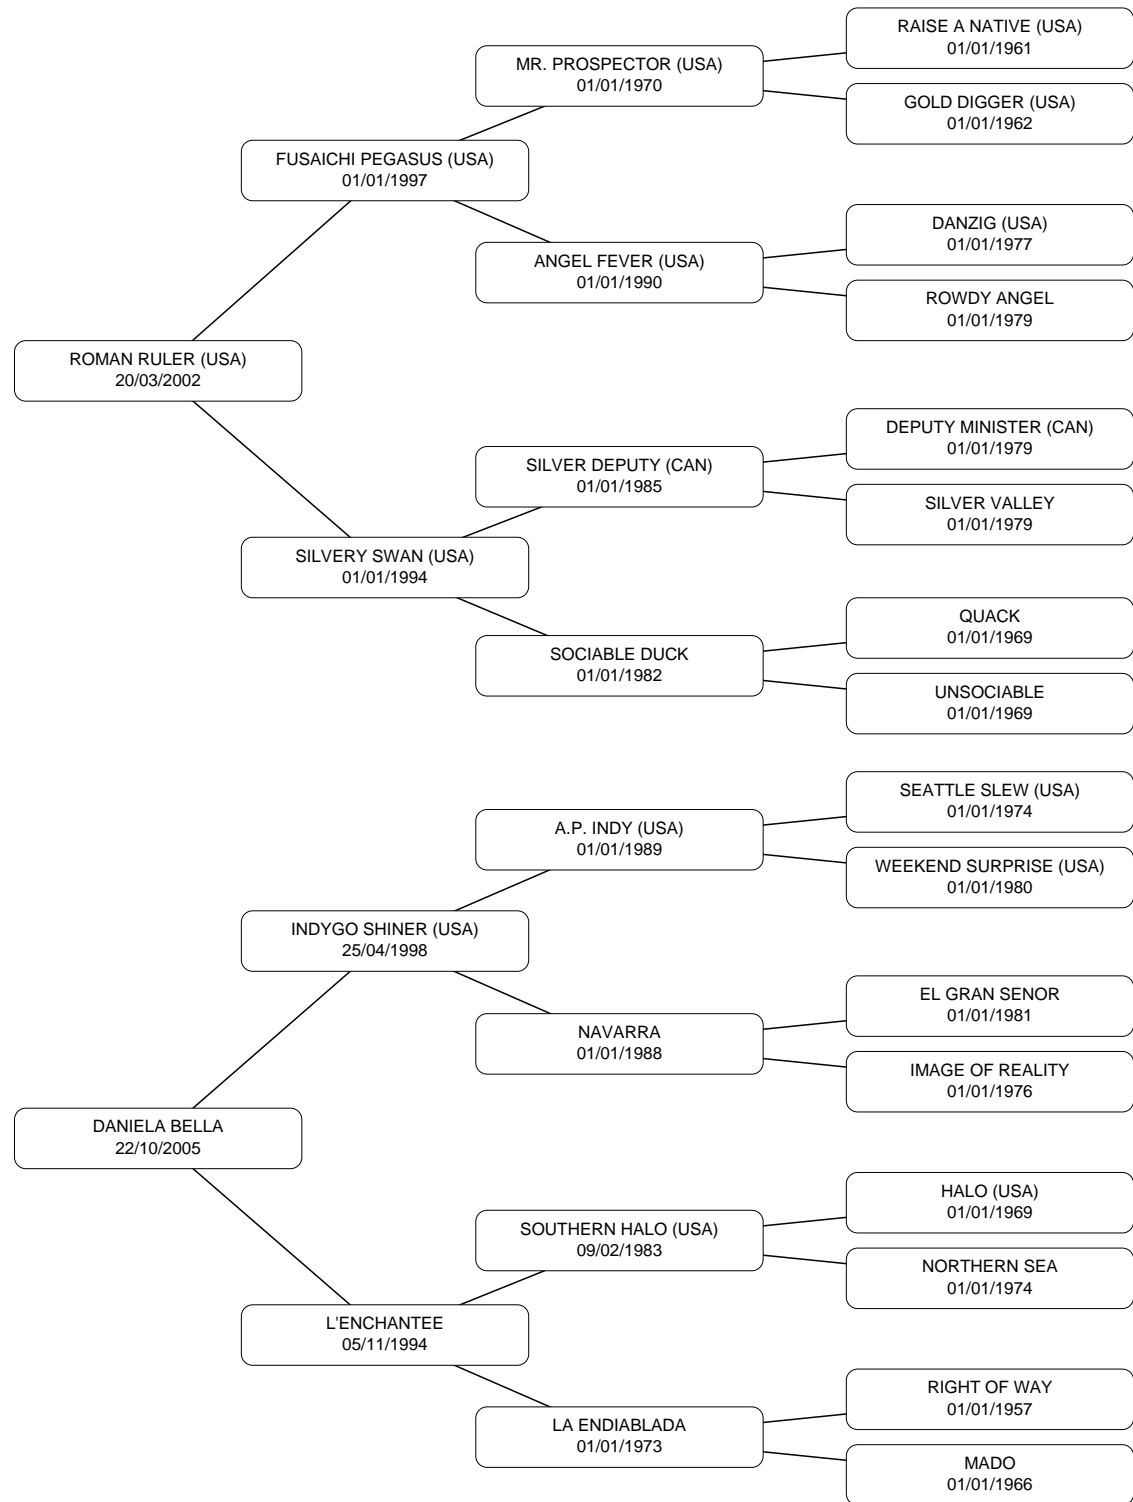 RAISE A NATIVE (USA)
01/01/1961
MR. PROSPECTOR (USA)
01/01/1970
GOLD DIGGER (USA)
01/01/1962
FUSAICHI PEGASUS (USA)
01/01/1997
DANZIG (USA)
01/01/1977
ANGEL FEVER (USA)
01/01/1990
ROWDY ANGEL
01/01/1979
ROMAN RULER (USA)
20/03/2002
DEPUTY MINISTER (CAN)
01/01/1979
SILVER DEPUTY (CAN)
01/01/1985
SILVER VALLEY
01/01/1979
SILVERY SWAN (USA)
01/01/1994
QUACK
01/01/1969
SOCIABLE DUCK
01/01/1982
UNSOCIABLE
01/01/1969
SEATTLE SLEW (USA)
01/01/1974
A.P. INDY (USA)
01/01/1989
WEEKEND SURPRISE (USA)
01/01/1980
INDYGO SHINER (USA)
25/04/1998
EL GRAN SENOR
01/01/1981
NAVARRA
01/01/1988
IMAGE OF REALITY
01/01/1976
DANIELA BELLA
22/10/2005
HALO (USA)
01/01/1969
SOUTHERN HALO (USA)
09/02/1983
NORTHERN SEA
01/01/1974
L'ENCHANTEE
05/11/1994
RIGHT OF WAY
01/01/1957
LA ENDIABLADA
01/01/1973
MADO
01/01/1966